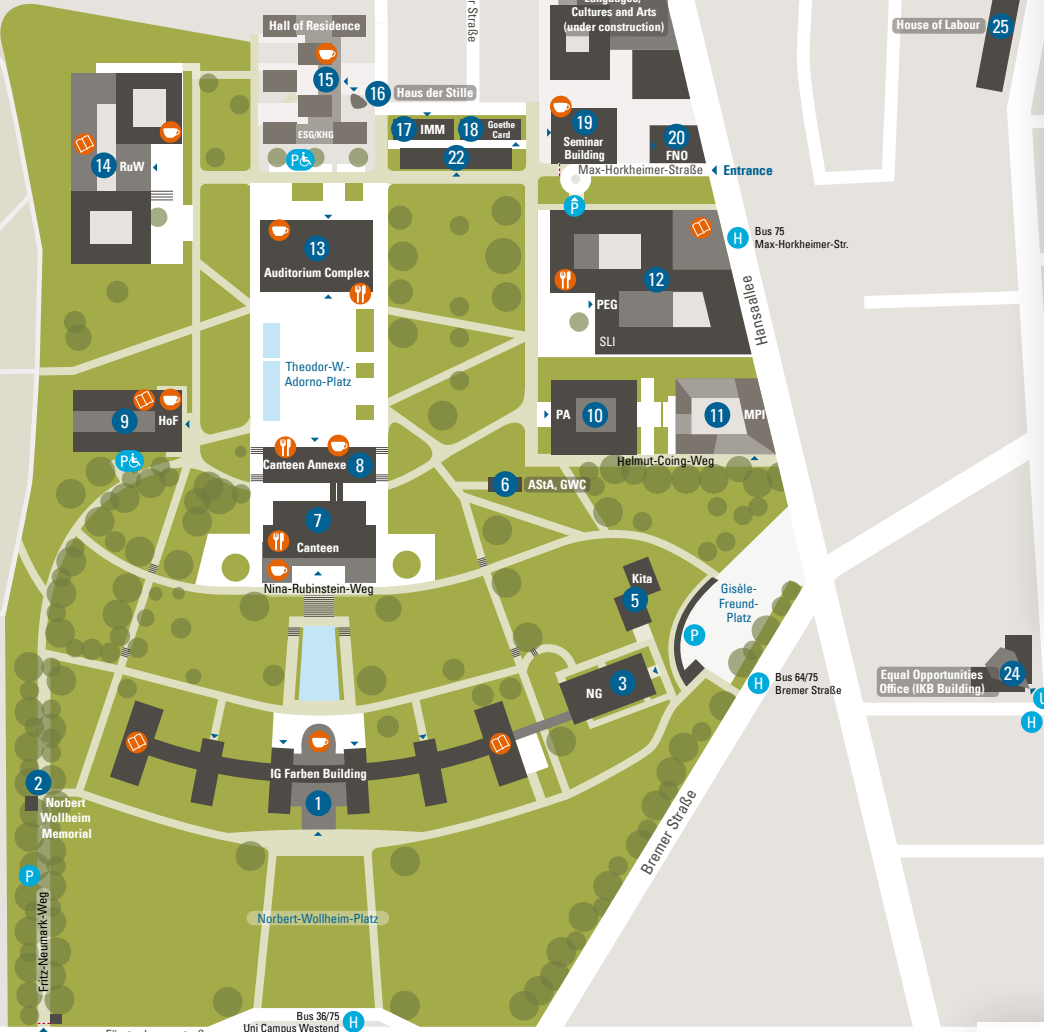 Cultures and Arts
(under construction)
Hall of Residence
r Straße
House of Labour
25
15
16
Haus der Stille
ESG/KHG
P
17
IMM
18
Goethe
Card
22
19
Seminar
Building
20
FNO
Max-Horkheimer-Straße
Entrance
P
14
RuW
13
Auditorium Complex
H
Bus 75
Max-Horkheimer-Str.
12
PEG
SLI
Hansaallee
Theodor-W.-
Adorno-Platz
9
HoF
P
PA
10
11
MPI
Helmut-Coing-Weg
Canteen Annexe
8
6
AStA, GWC
7
Canteen
Nina-Rubinstein-Weg
Kita
5
Gisèle-
Freund-
Platz
P
NG
3
H
Bus 64/75
Bremer Straße
Equal Opportunities
Office (IKB Building)
24
U
H
IG Farben Building
1
2
Norbert
Wollheim
Memorial
P
Bremer Straße
Fritz-Neumark-Weg
Norbert-Wollheim-Platz
Bus 36/75
Uni Campus Westend
H